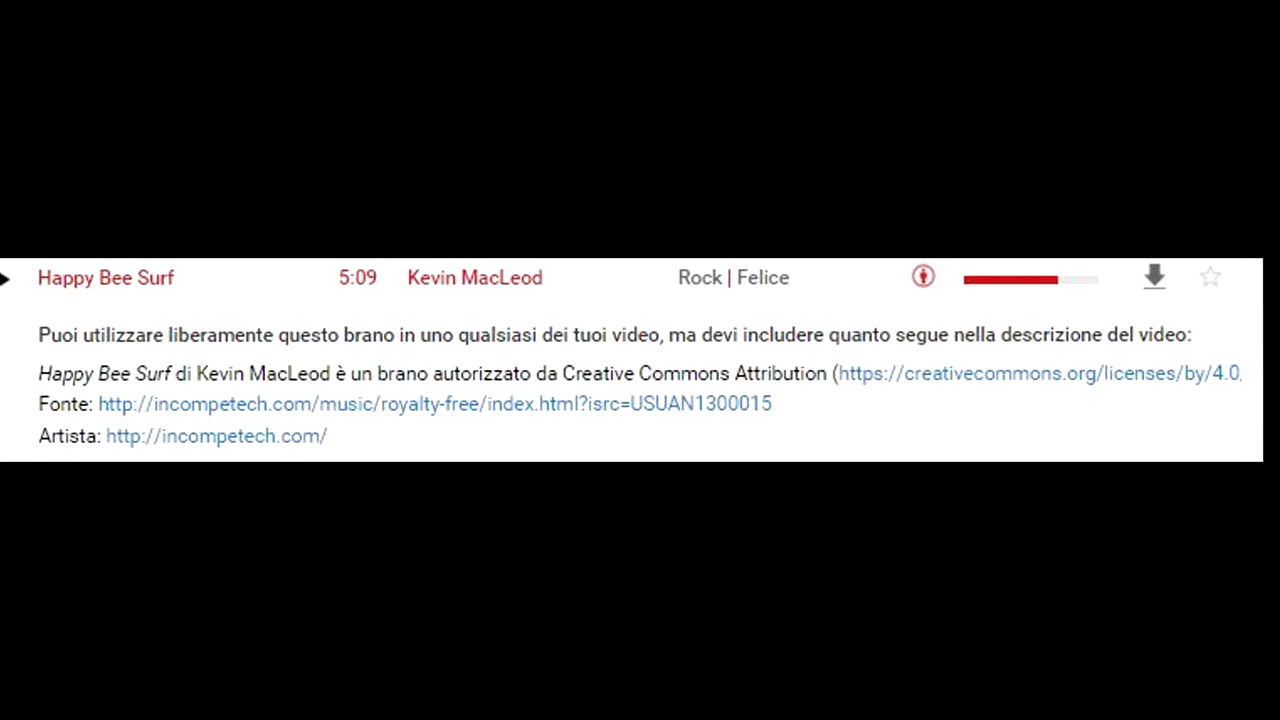 Happy Bee Surf 5:09 Kevin MacLeod Rock | Felice
Puoi utilizzare liberamente questo brano in uno qualsiasi dei tuoi video, ma devi includere quanto segue nella descrizione del video:
Happy Bee Surf di Kevin MacLeod è un brano autorizzato da Creative Commons Attribution (https://creativecommons.org/licenses/by/4.0
Fonte: http://incompetech.com/music/royalty-free/index.html?isrc=USUAN1300015
Artista: http://incompetech.com/